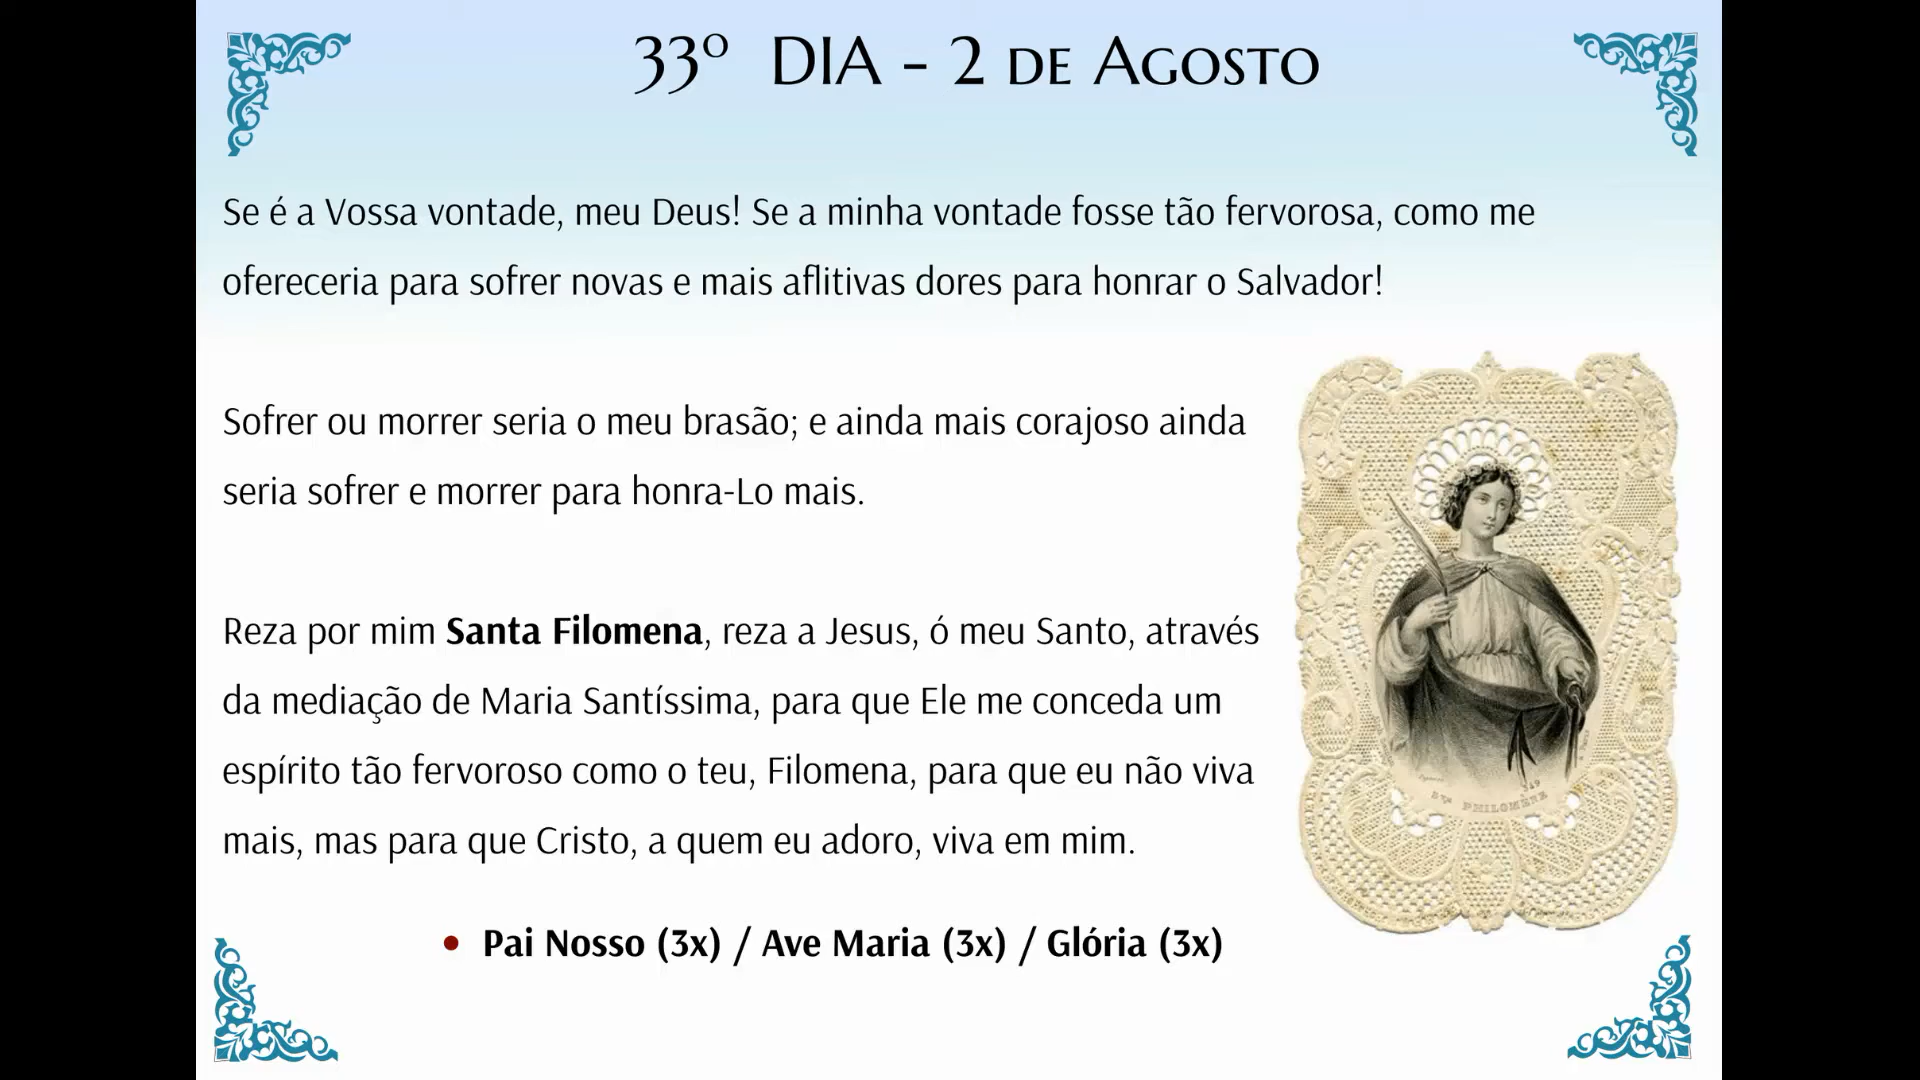 33º DIA - 2 DE AGOSTO
Se é a Vossa vontade, meu Deus! Se a minha vontade fosse tão fervorosa, como me
ofereceria para sofrer novas e mais aflitivas dores para honrar o Salvador!
Sofrer ou morrer seria o meu brasão; e ainda mais corajoso ainda
seria sofrer e morrer para honra-Lo mais.
Reza por mim Santa Filomena, reza a Jesus, ó meu Santo, através
da mediação de Maria Santíssima, para que Ele me conceda um
espírito tão fervoroso como o teu, Filomena, para que eu não viva
mais, mas para que Cristo, a quem eu adoro, viva em mim.
STE PHILOMÈNE
• Pai Nosso (3x) / Ave Maria (3x) / Glória (3x)